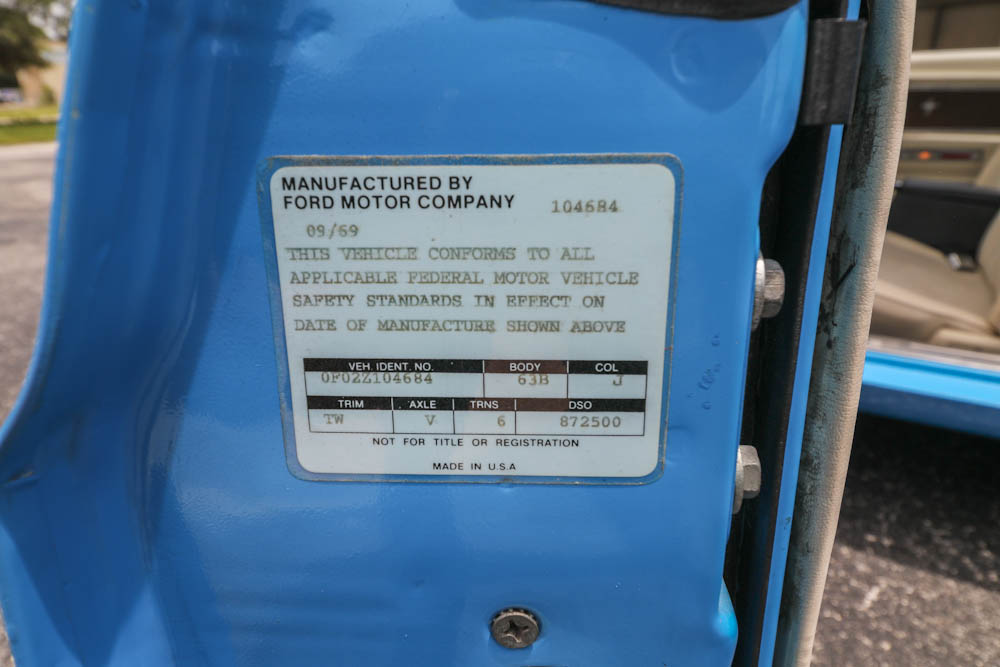 MANUFACTURED BY
FORD MOTOR COMPANY 104684
09/69
THIS VEHICLE CONFORMS TO ALL
APPLICABLE FEDERAL MOTOR VEHICLE
SAFETY STANDARDS IN EFFECT ON
DATE OF MANUFACTURE SHOWN ABOVE
VEH. IDENT. NO. BODY COL
0F02Z104684 63B J
TRIM AXLE TRNS DSO
TW V 6 872500
NOT FOR TITLE OR REGISTRATION
MADE IN U.S.A